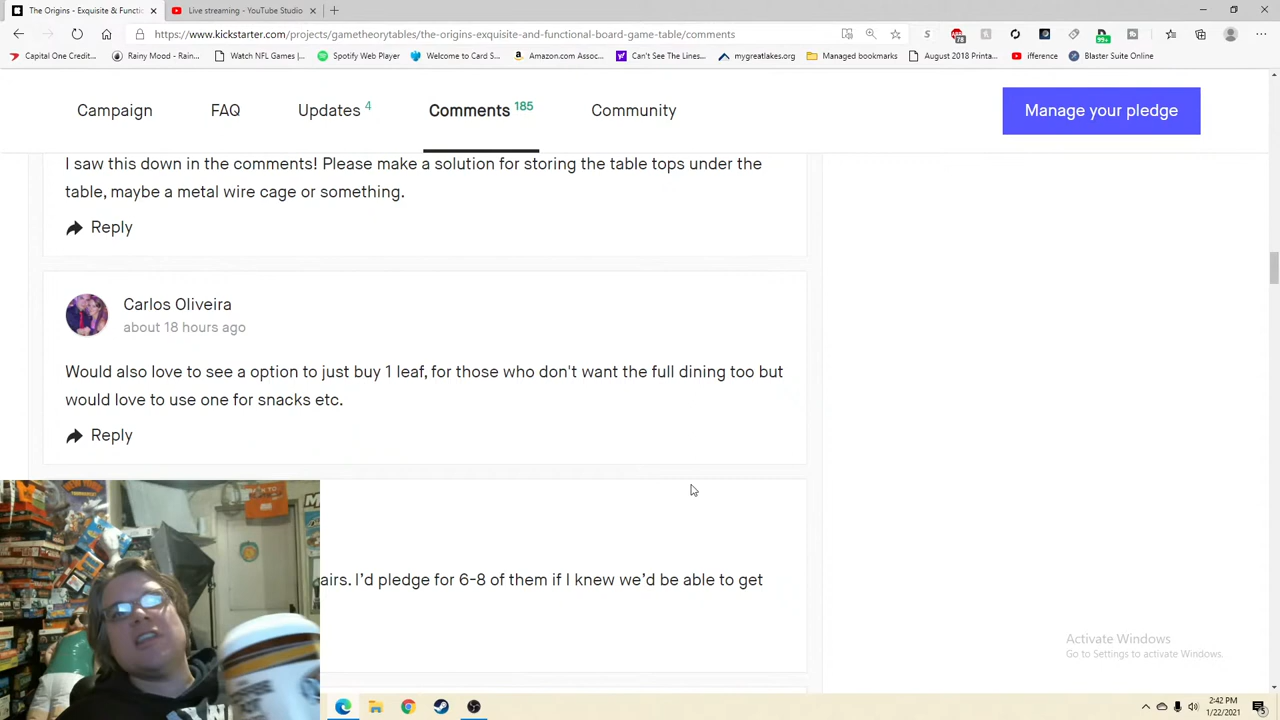 The Origins - Exquisite & Functi
Live streaming - YouTube Studio
https://www.kickstarter.com/projects/gametheorytables/the-origins-exquisite-and-functional-board-game-table/comments
78
99+
Capital One Credit...
Rainy Mood - Rain...
Watch RSL Games |...
Spotify Web Playe...
Welcome to Card S...
Amazon.com Assoc...
Can't See The Lines...
mygreatlakes.org
Managed bookmarks
August 2018 Printa...
ifference
Blaster Suite Online
Campaign
FAQ
Updates 4
Comments 185
Community
Manage your pledge
I saw this down in the comments! Please make a solution for storing the table tops under the
table, maybe a metal wire cage or something.
Reply
Carlos Oliveira
about 18 hours ago
Would also love to see a option to just buy 1 leaf, for those who don't want the full dining too but
would love to use one for snacks etc.
Reply
airs. I'd pledge for 6-8 of them if I knew we'd be able to get
Activate Windows
Go to Settings to activate Windows.
2:42 PM
1/22/2021